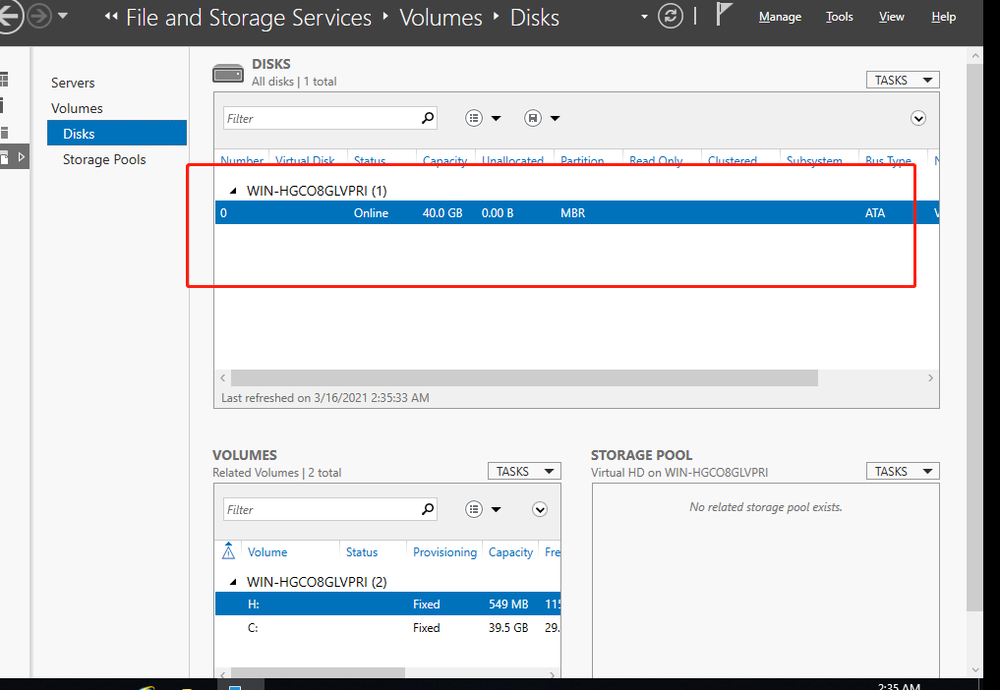 File and Storage Services Volumes Disks Manage Tools View Help
Servers
Volumes
Disks
Storage Pools
DISKS
All disks | 1 total
TASKS
Filter
Number Virtual Disk Status Capacity Unallocated Partition Read Only Clustered Subsystem Bus Type
WIN-HGCO8GLVPRI (1)
0 Online 40.0 GB 0.00 B MBR ATA
Last refreshed on 3/16/2021 2:35:33 AM
VOLUMES
Related Volumes | 2 total
TASKS
Filter
Volume Status Provisioning Capacity Fre
WIN-HGCO8GLVPRI (2)
H: Fixed 549 MB 115
C: Fixed 39.5 GB 29.
STORAGE POOL
Virtual HD on WIN-HGCO8GLVPRI
TASKS
No related storage pool exists.
2:35 AM